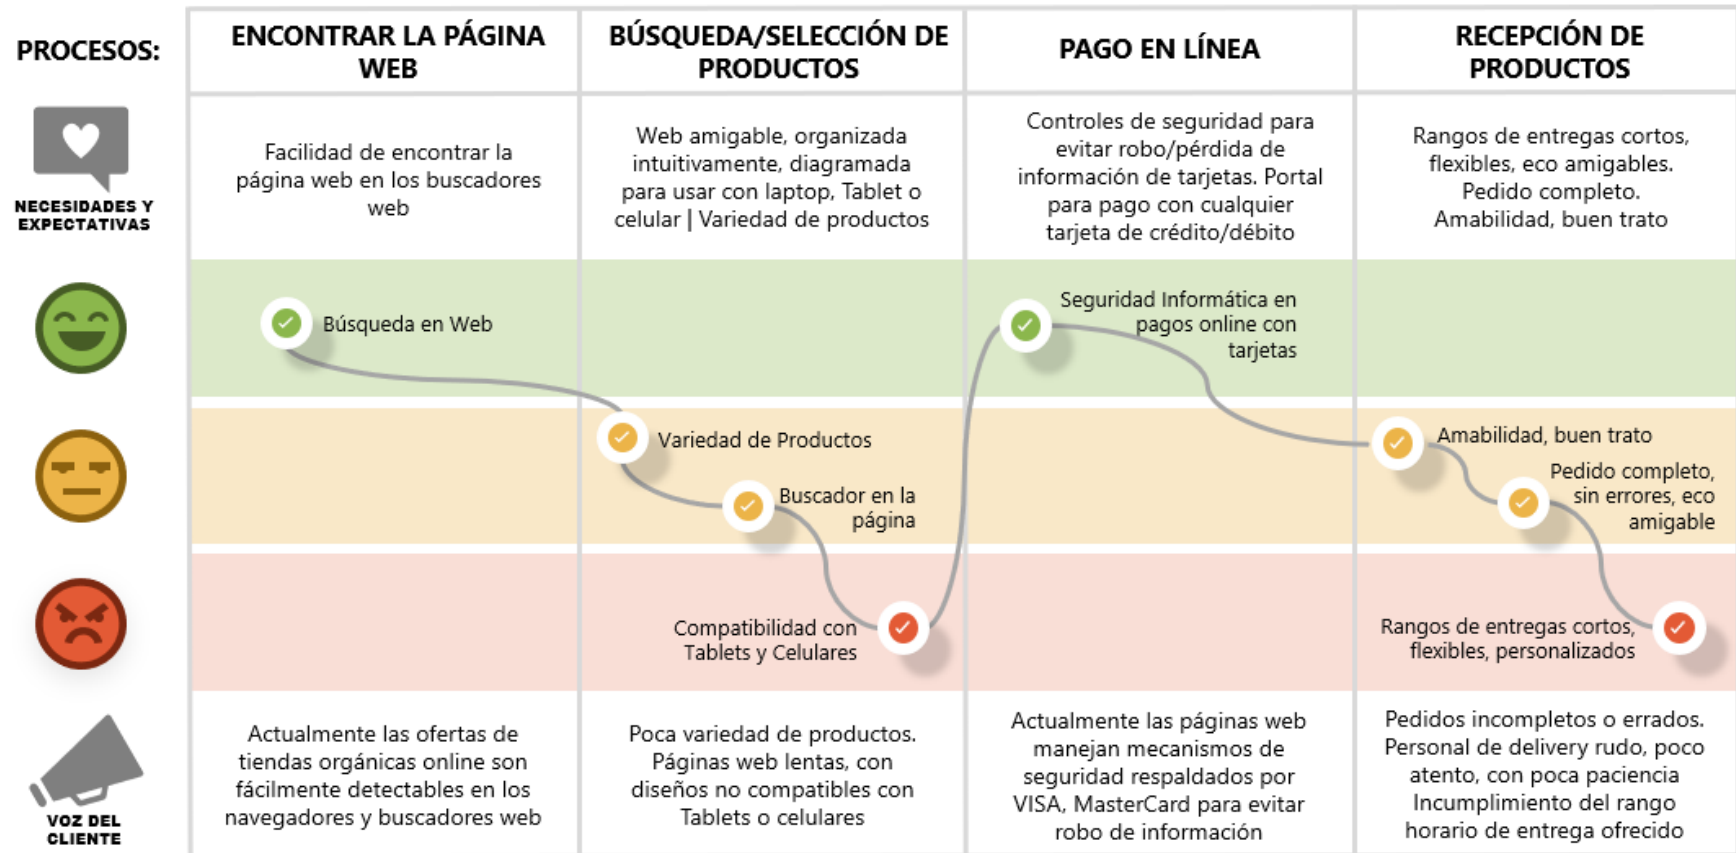 PROCESOS:
ENCONTRAR LA PÁGINA
WEB
BÚSQUEDA/SELECCIÓN DE
PRODUCTOS
PAGO EN LÍNEA
RECEPCIÓN DE
PRODUCTOS
NECESIDADES Y
EXPECTATIVAS
Facilidad de encontrar la
página web en los buscadores
web
Web amigable, organizada
intuitivamente, diagramada
para usar con laptop, Tablet o
celular | Variedad de productos
Controles de seguridad para
evitar robo/pérdida de
información de tarjetas. Portal
para pago con cualquier
tarjeta de crédito/débito
Rangos de entregas cortos,
flexibles, eco amigables.
Pedido completo.
Amabilidad, buen trato
Búsqueda en Web
Variedad de Productos
Buscador en la
página
Compatibilidad con
Tablets y Celulares
Seguridad Informática en
pagos online con
tarjetas
Amabilidad, buen trato
Pedido completo,
sin errores, eco
amigable
Rangos de entregas cortos,
flexibles, personalizados
VOZ DEL
CLIENTE
Actualmente las ofertas de
tiendas orgánicas online son
fácilmente detectables en los
navegadores y buscadores web
Poca variedad de productos.
Páginas web lentas, con
diseños no compatibles con
Tablets o celulares
Actualmente las páginas web
manejan mecanismos de
seguridad respaldados por
VISA, MasterCard para evitar
robo de información
Pedidos incompletos o errados.
Personal de delivery rudo, poco
atento, con poca paciencia
Incumplimiento del rango
horario de entrega ofrecido